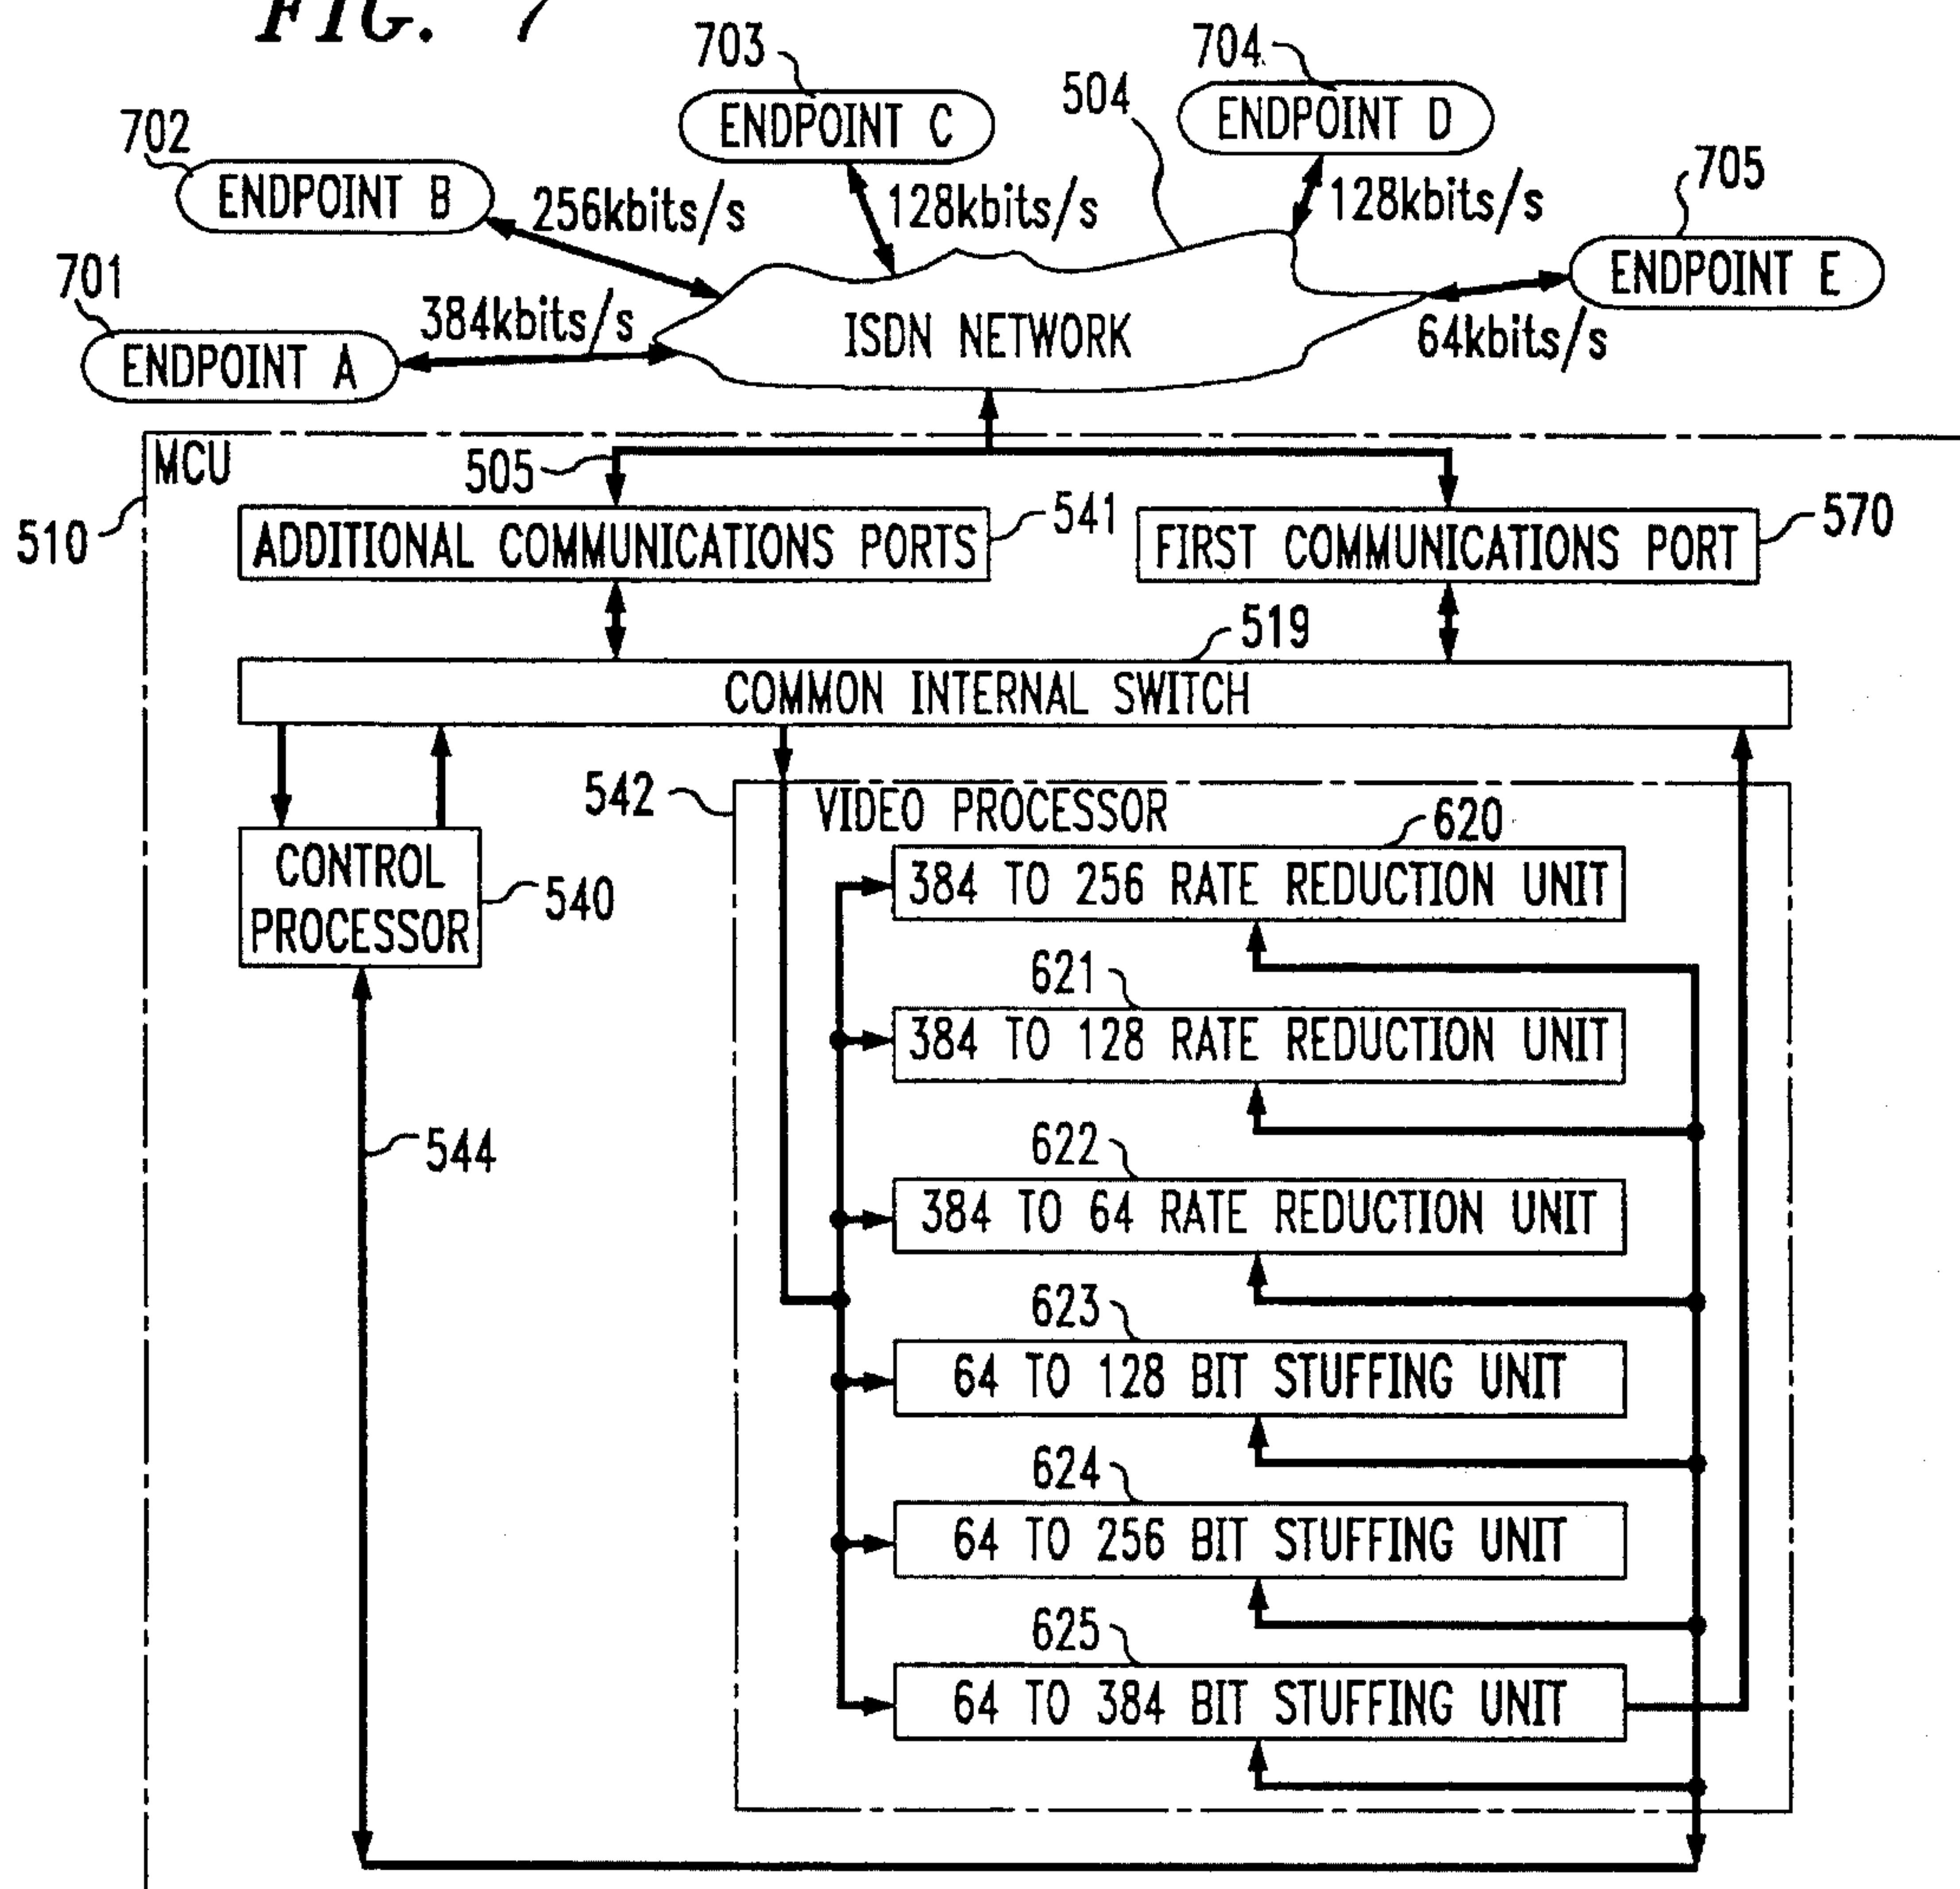 FIG. 7
703
704
504
ENDPOINT C
ENDPOINT D
702
705
ENDPOINT B
256kbits/s
128kbits/s
128kbits/s
ENDPOINT E
701
384kbits/s
ISDN NETWORK
64kbits/s
ENDPOINT A
MCU
505
510
ADDITIONAL COMMUNICATIONS PORTS
541
FIRST COMMUNICATIONS PORT
570
519
COMMON INTERNAL SWITCH
542
VIDEO PROCESSOR
620
CONTROL
PROCESSOR
540
384 TO 256 RATE REDUCTION UNIT
621
384 TO 128 RATE REDUCTION UNIT
544
622
384 TO 64 RATE REDUCTION UNIT
623
64 TO 128 BIT STUFFING UNIT
624
64 TO 256 BIT STUFFING UNIT
625
64 TO 384 BIT STUFFING UNIT